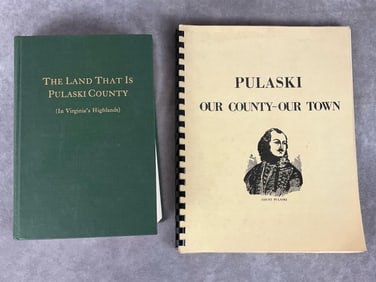 THE LAND THAT IS
PULASKI COUNTY
(In Virginia's Highlands)
PULASKI
OUR COUNTY-OUR TOWN
COUNT PULASKI